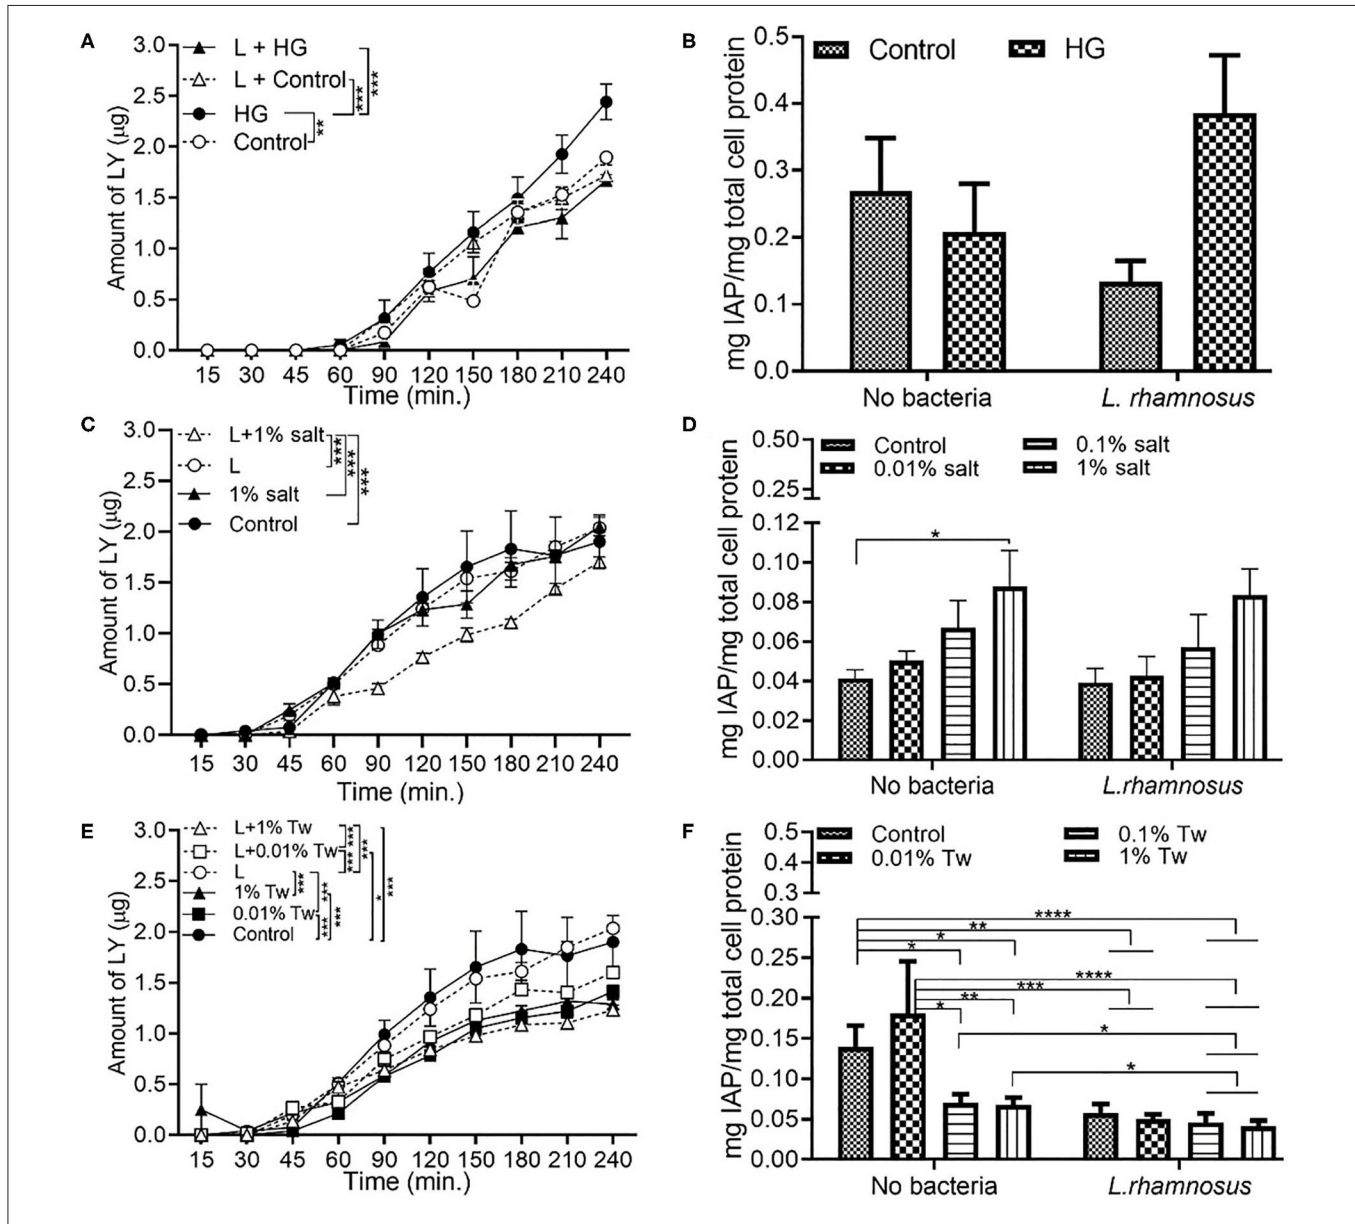 A
L + HG
L + Control
HG
Control
***
***
**
Amount of LY (µg)
3.0
2.5
2.0
1.5
1.0
0.5
0.0
15 30 45 60 90 120 150 180 210 240
Time (min.)
B
Control HG
mg IAP/mg total cell protein
0.5
0.4
0.3
0.2
0.1
0.0
No bacteria L. rhamnosus
C
L+1% salt
L
1% salt
Control
***
***
***
Amount of LY (µg)
3.0
2.5
2.0
1.5
1.0
0.5
0.0
15 30 45 60 90 120 150 180 210 240
Time (min.)
D
Control 0.1% salt
0.01% salt 1% salt
mg IAP/mg total cell protein
0.50
0.25
0.12
0.10
0.08
0.06
0.04
0.02
0.00
*
No bacteria L.rhamnosus
E
L+1% Tw
L+0.01% Tw
L
1% Tw
0.01% Tw
Control
***
***
***
***
*
***
***
***
***
***
Amount of LY (µg)
3.0
2.5
2.0
1.5
1.0
0.5
0.0
15 30 45 60 90 120 150 180 210 240
Time (min.)
F
Control 0.1% Tw
0.01% Tw 1% Tw
mg IAP/mg total cell protein
0.5
0.4
0.3
0.30
0.25
0.20
0.15
0.10
0.05
0.00
****
**
*
*
****
***
**
*
*
*
No bacteria L.rhamnosus